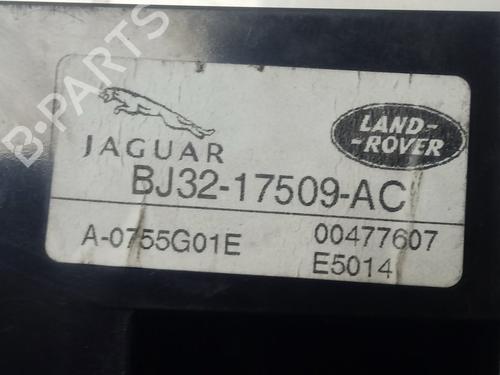 B-PARTS
JAGUAR
LAND-
-ROVER
BJ32-17509-AC
A-0755G01E 00477607
E5014